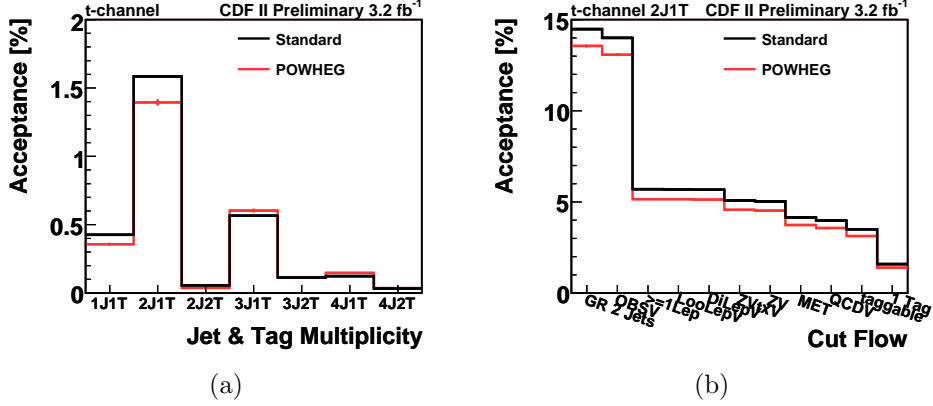 t-channel CDF II Preliminary 3.2 fb-1
Acceptance [%]
2
1.5
1
0.5
0
Standard
POWHEG
1J1T 2J1T 2J2T 3J1T 3J2T 4J1T 4J2T
Jet & Tag Multiplicity
(a)
t-channel 2J1T CDF II Preliminary 3.2 fb-1
Acceptance [%]
15
10
5
0
Standard
POWHEG
GR 2 Jets OBSV >=1Lep LooLepV DiLepV ZVtxV ZV MET QCDV taggable 1 Tag
Cut Flow
(b)